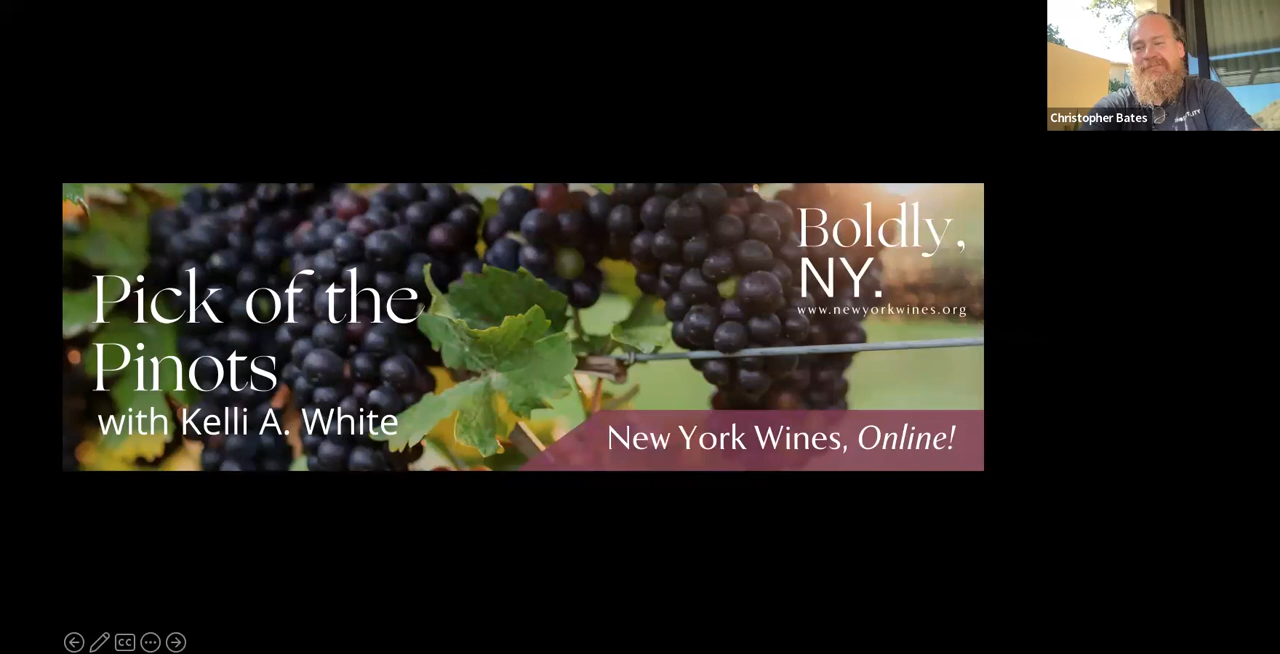 Christopher Bates
Boldly,
NY.
www.newyorkwines.org
Pick of the
Pinots
with Kelli A. White
New York Wines, Online!
CC